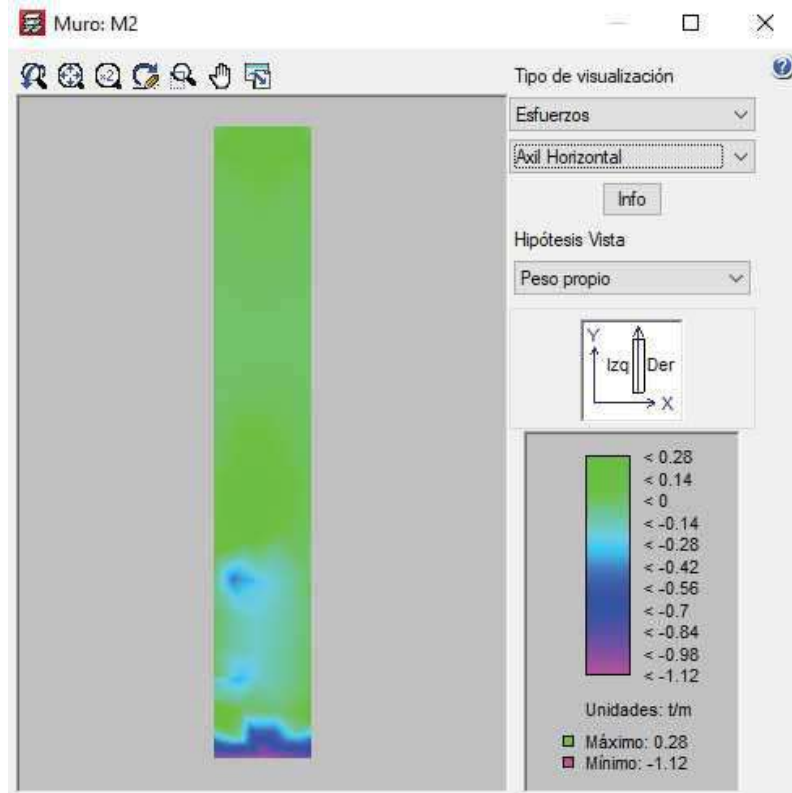 Muro: M2
x2
Tipo de visualización
Esfuerzos
Axil Horizontal
Info
Hipótesis Vista
Peso propio
Y
Izq Der
X
< 0.28
< 0.14
< 0
< -0.14
< -0.28
< -0.42
< -0.56
< -0.7
< -0.84
< -0.98
< -1.12
Unidades: t/m
Máximo: 0.28
Mínimo: -1.12